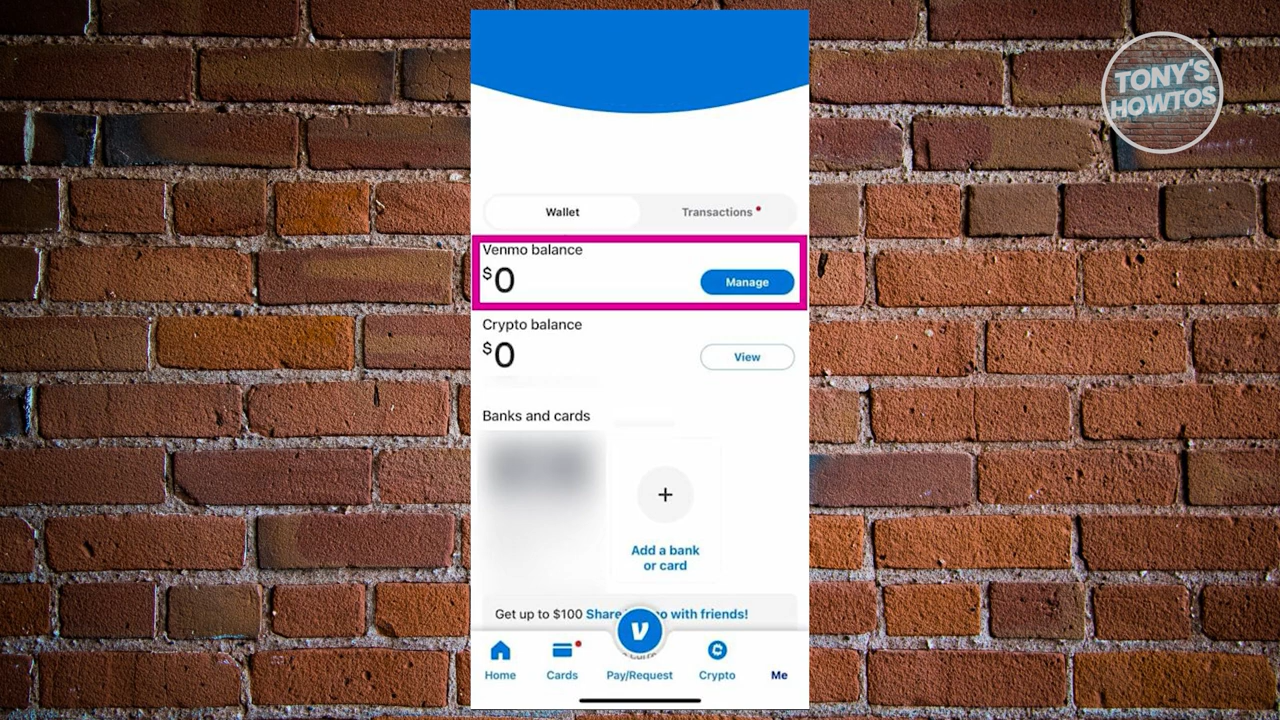 TONY'S
HOWTOS
Wallet
Transactions
Venmo balance
$0
Manage
Crypto balance
$0
View
Banks and cards
+
Add a bank
or card
Get up to $100 Share with friends!
Home
Cards
Pay/Request
Crypto
Me